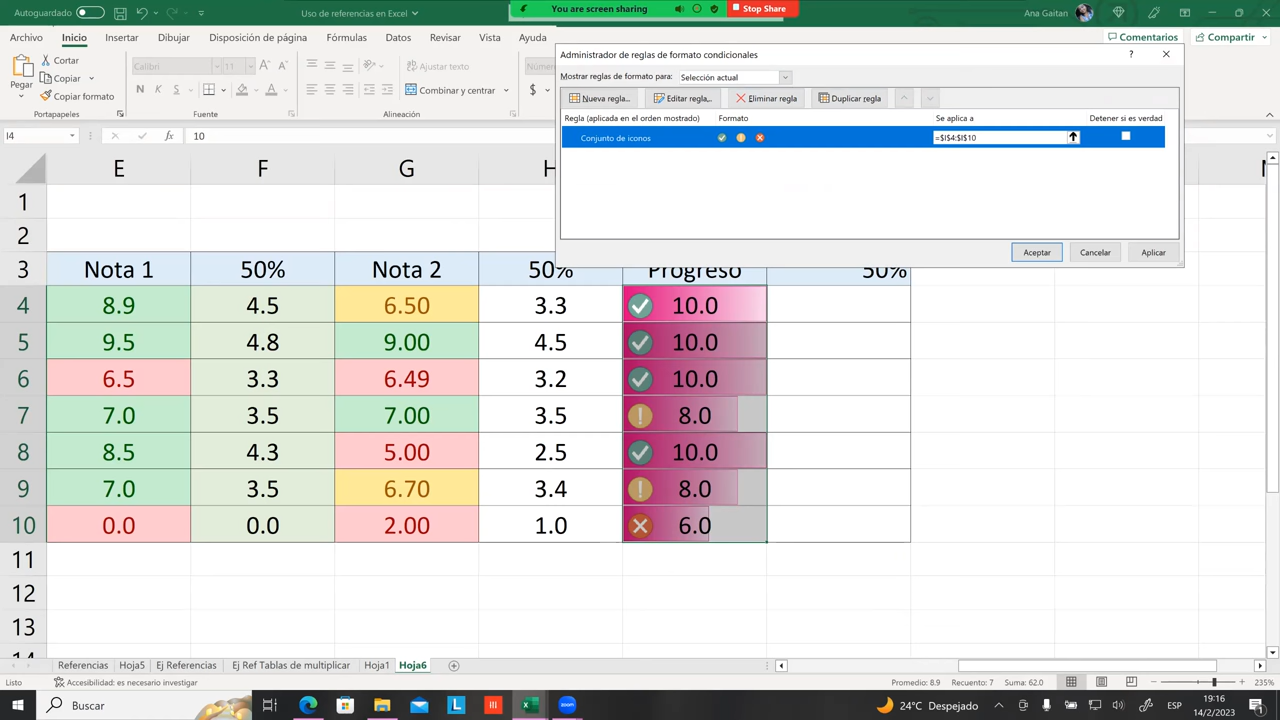 Autoguardado
Uso de referencias en Excel
You are screen sharing
Stop Share
Ana Gaitan
Archivo Inicio Insertar Dibujar Disposición de página Fórmulas Datos Revisar Vista Ayuda
Comentarios
Compartir
Pegar
Cortar
Copiar
Copiar formato
Portapapeles
Calibri 11
N K S
Fuente
Ajustar texto
Combinar y centrar
Alineación
Administrador de reglas de formato condicionales
Mostrar reglas de formato para: Selección actual
Nueva regla... Editar regla... Eliminar regla Duplicar regla
Regla (aplicada en el orden mostrado) Formato Se aplica a Detener si es verdad
Conjunto de iconos =$I$4:$I$10
Aceptar Cancelar Aplicar
I4 fx 10
E F G H
1
2
3 Nota 1 50% Nota 2 50% Progreso 50%
4 8.9 4.5 6.50 3.3 10.0
5 9.5 4.8 9.00 4.5 10.0
6 6.5 3.3 6.49 3.2 10.0
7 7.0 3.5 7.00 3.5 8.0
8 8.5 4.3 5.00 2.5 10.0
9 7.0 3.5 6.70 3.4 8.0
10 0.0 0.0 2.00 1.0 6.0
11
12
13
Referencias Hoja5 Ej Referencias Ej Ref Tablas de multiplicar Hoja1 Hoja6
Listo Accesibilidad: es necesario investigar Promedio: 8.9 Recuento: 7 Suma: 62.0 235%
Buscar
24°C Despejado
ESP
19:16
14/2/2023